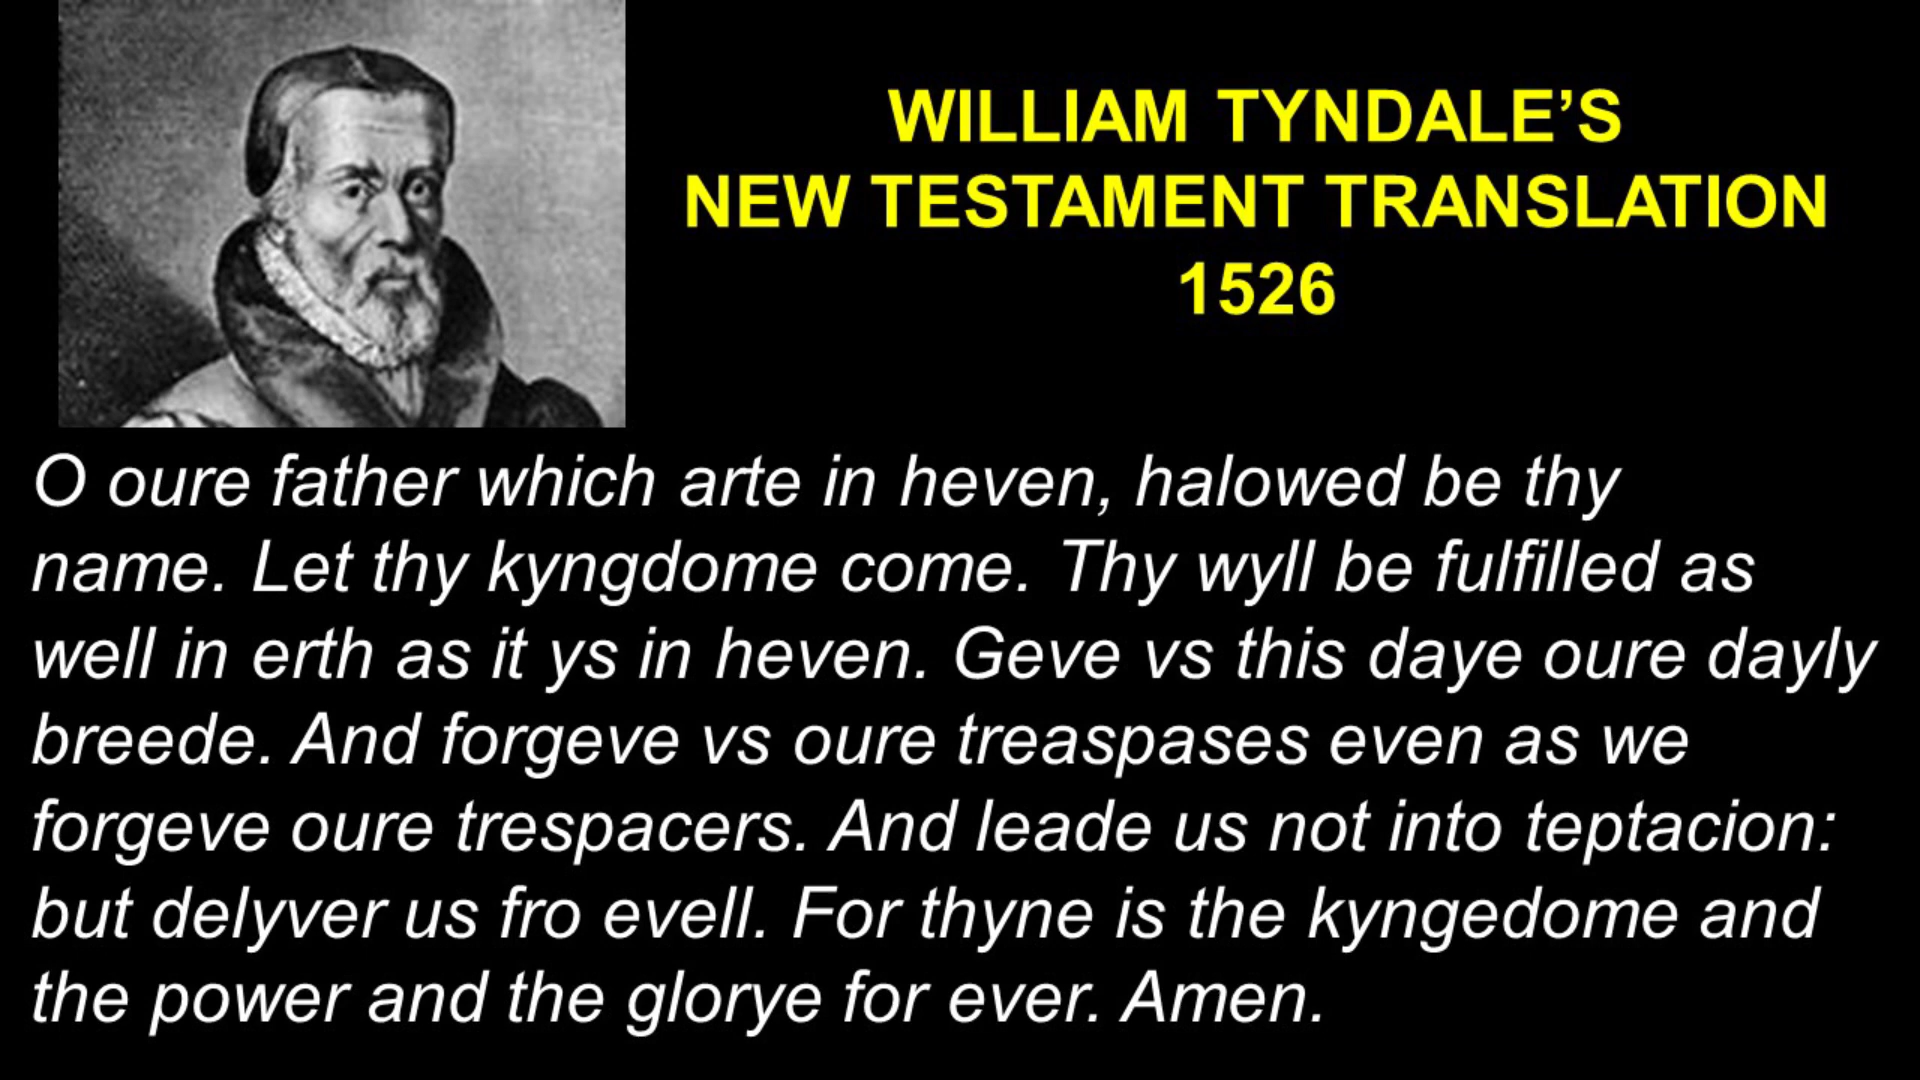 WILLIAM TYNDALE’S
NEW TESTAMENT TRANSLATION
1526
O oure father which arte in heven, halowed be thy
name. Let thy kyngdome come. Thy wyll be fulfilled as
well in erth as it ys in heven. Geve vs this daye oure dayly
breede. And forgeve vs oure treaspases even as we
forgeve oure trespacers. And leade us not into teptacion:
but delyver us fro evell. For thyne is the kyngedome and
the power and the glorye for ever. Amen.